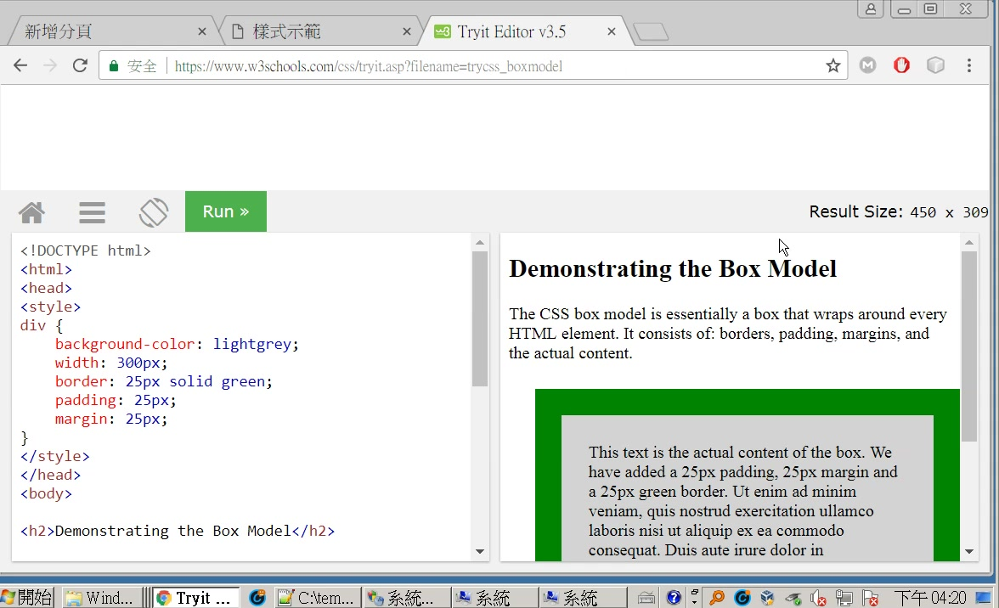 新增分頁
樣式示範
Tryit Editor v3.5
安全
https://www.w3schools.com/css/tryit.asp?filename=trycss_boxmodel
Run »
Result Size: 450 x 309
<!DOCTYPE html>
<html>
<head>
<style>
div {
    background-color: lightgrey;
    width: 300px;
    border: 25px solid green;
    padding: 25px;
    margin: 25px;
}
</style>
</head>
<body>
<h2>Demonstrating the Box Model</h2>
Demonstrating the Box Model
The CSS box model is essentially a box that wraps around every
HTML element. It consists of: borders, padding, margins, and
the actual content.
This text is the actual content of the box. We
have added a 25px padding, 25px margin and
a 25px green border. Ut enim ad minim
veniam, quis nostrud exercitation ullamco
laboris nisi ut aliquip ex ea commodo
consequat. Duis aute irure dolor in
開始
Wind...
Tryit ...
C:\tem...
系統...
系統
系統
下午 04:20